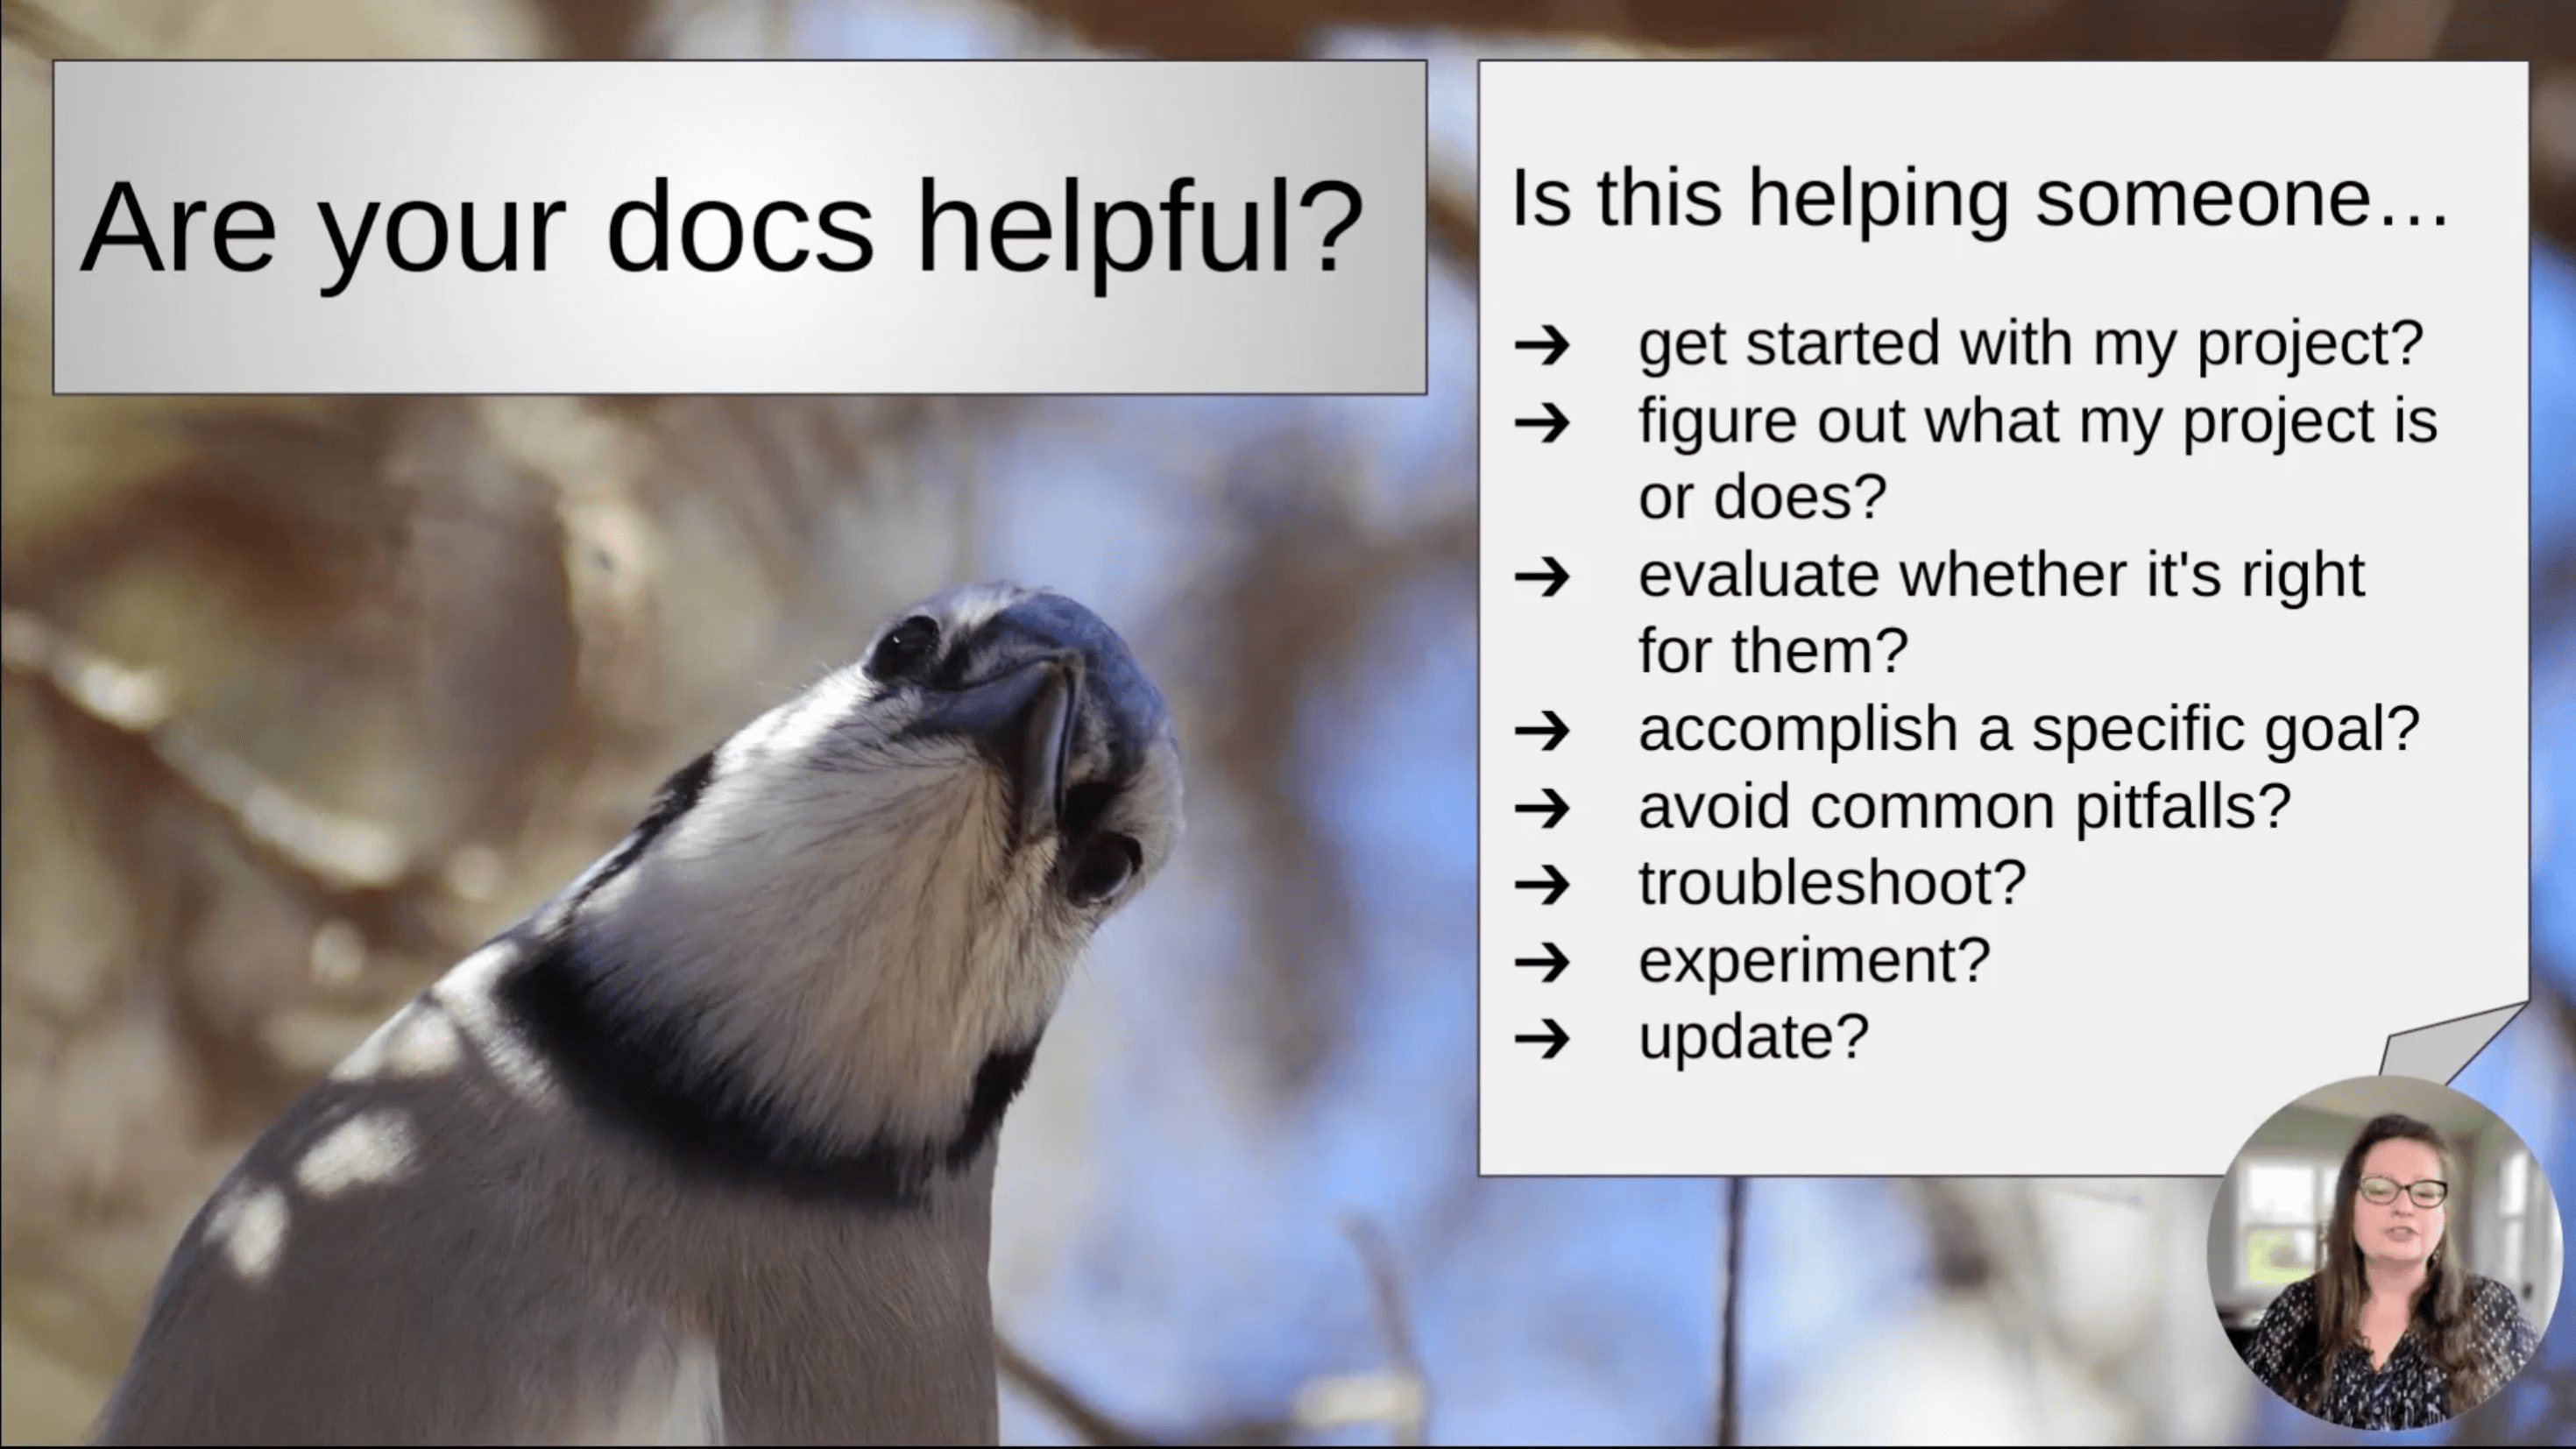 Are your docs helpful?
Is this helping someone…
➔ get started with my project?
➔ figure out what my project is
or does?
➔ evaluate whether it's right
for them?
➔ accomplish a specific goal?
➔ avoid common pitfalls?
➔ troubleshoot?
➔ experiment?
➔ update?